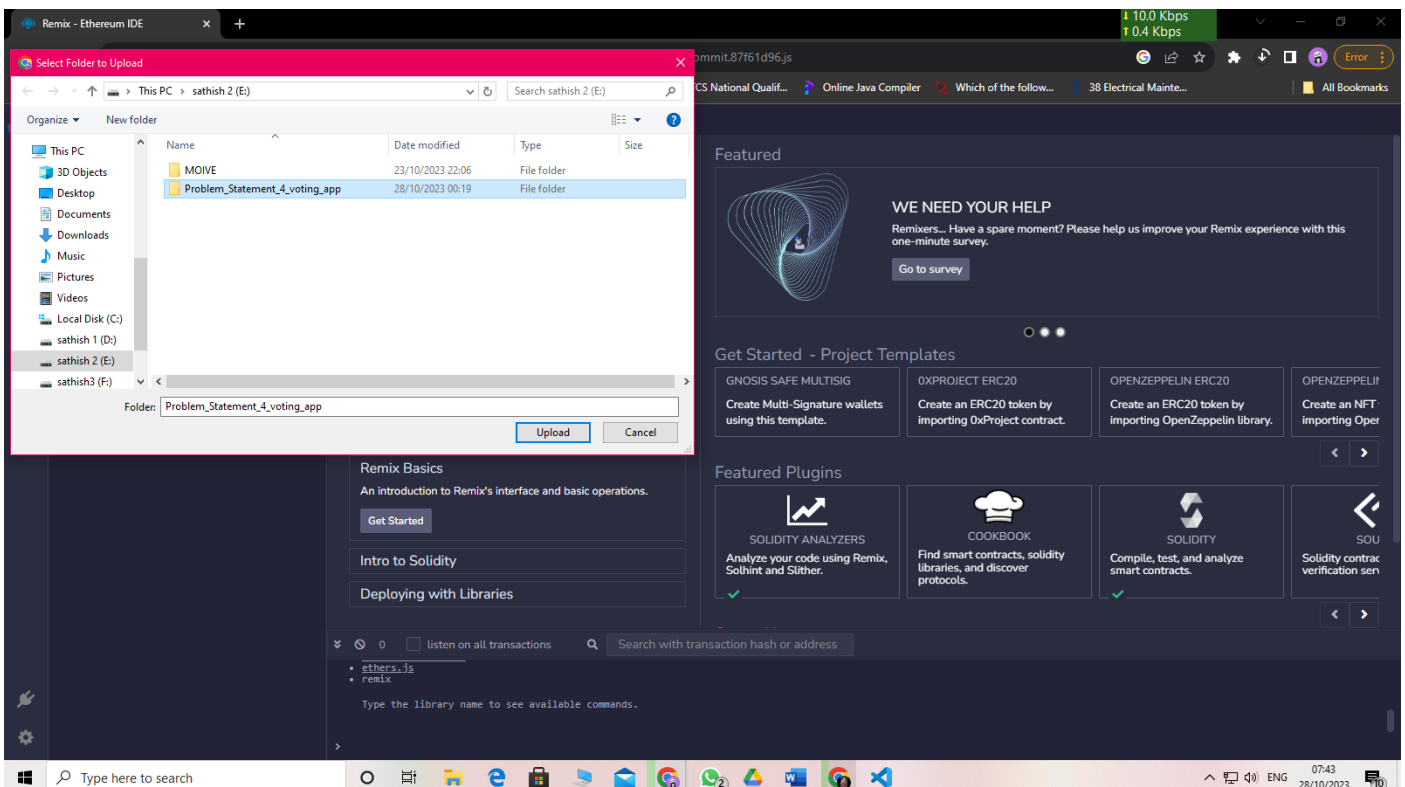 Remix - Ethereum IDE
10.0 Kbps
0.4 Kbps
Select Folder to Upload
ommit.87f61d96.js
Error
This PC > sathish 2 (E:)
Search sathish 2 (E:)
CS National Qualif...
Online Java Compiler
Which of the follow...
38 Electrical Mainte...
All Bookmarks
Organize
New folder
Name
Date modified
Type
Size
This PC
3D Objects
Desktop
Documents
Downloads
Music
Pictures
Videos
Local Disk (C:)
sathish 1 (D:)
sathish 2 (E:)
sathish3 (F:)
MOIVE 23/10/2023 22:06 File folder
Problem_Statement_4_voting_app 28/10/2023 00:19 File folder
Folder: Problem_Statement_4_voting_app
Upload
Cancel
Featured
WE NEED YOUR HELP
Remixers... Have a spare moment? Please help us improve your Remix experience with this
one-minute survey.
Go to survey
Get Started - Project Templates
GNOSIS SAFE MULTISIG
Create Multi-Signature wallets
using this template.
0XPROJECT ERC20
Create an ERC20 token by
importing 0xProject contract.
OPENZEPPELIN ERC20
Create an ERC20 token by
importing OpenZeppelin library.
OPENZEPPELIN
Create an NFT
importing Oper
Remix Basics
An introduction to Remix's interface and basic operations.
Get Started
Intro to Solidity
Deploying with Libraries
Featured Plugins
SOLIDITY ANALYZERS
Analyze your code using Remix,
Solhint and Slither.
COOKBOOK
Find smart contracts, solidity
libraries, and discover
protocols.
SOLIDITY
Compile, test, and analyze
smart contracts.
SOU
Solidity contrac
verification serv
0
listen on all transactions
Search with transaction hash or address
ethers.js
remix
Type the library name to see available commands.
>
Type here to search
ENG
07:43
28/10/2023